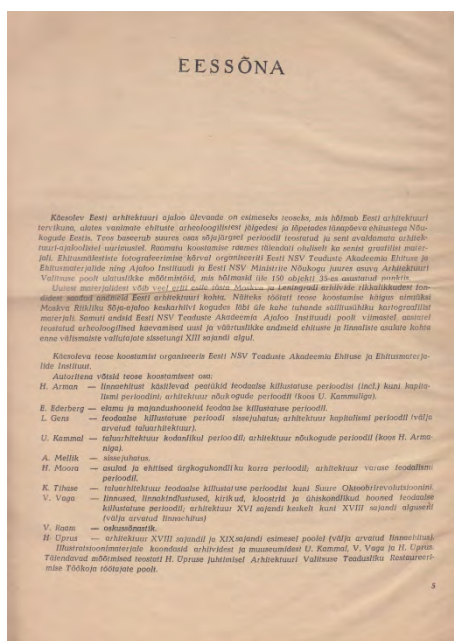 EESSÕNA
Käesolev Eesti arhitektuuri ajaloo ülevaade on esimeseks teoseks, mis hõlmab Eesti arhitektuuri
tervikuna, alates vanimate ehituste arheoloogilistest jälgedest ja lõpetades tänapäeva ehitustega Nõu-
kogude Eestis. Teos baseerub suures osas sõjajärgsel perioodil teostatud ja seni avaldamata arhitek-
tuuri-ajaloolistel uurimustel. Raamatu koostamise raames täiendati oluliselt ka senist graafilist mater-
jali. Ehitusmälestiste fotografeerimise kõrval organiseeriti Eesti NSV Teaduste Akadeemia Ehituse ja
Ehitusmaterjalide ning Ajaloo Instituudi ja Eesti NSV Ministrite Nõukogu juures asuva Arhitektuuri
Valitsuse poolt ulatuslikke mõõtmistöid, mis hõlmasid üle 150 objekti 35-es asustatud punktis.
Uutest materjalidest võib veel eriti esile tõsta Moskva ja Leningradi arhiivide rikkalikkudest fon-
didest saadud andmeid Eesti arhitektuuri kohta. Näiteks töötati teose koostamise käigus ainuüksi
Moskva Riikliku Sõja-ajaloo keskarhiivi kogudes läbi üle kahe tuhande säilitusühiku kartograafilist
materjali. Samuti andsid Eesti NSV Teaduste Akadeemia Ajaloo Instituudi poolt viimastel aastatel
teostatud arheoloogilised kaevamised uusi ja väärtuslikke andmeid ehituste ja linnaliste asulate kohta
enne välismaiste vallutajate sissetungi XIII sajandi algul.
Käesoleva teose koostamist organiseeris Eesti NSV Teaduste Akadeemia Ehituse ja Ehitusmaterja-
lide Instituut.
Autoritena võtsid teose koostamisest osa:
H. Arman — linnaehitust käsitlevad peatükid feodaalse killustatuse perioodist (incl.) kuni kapita-
lismi perioodini; arhitektuur nõukogude perioodil (koos U. Kammaliga).
E. Ederberg — elamu ja majandushooneid feodaalse killustatuse perioodil.
L. Gens — feodaalse killustatuse perioodi sissejuhatus; arhitektuur kapitalismi perioodil (välja
arvatud taluarhitektuur).
U. Kammal — taluarhitektuur kodanlikul perioodil; arhitektuur nõukogude perioodil (koos H. Arma-
niga).
A. Mellik — sissejuhatus.
H. Moora — asulad ja ehitised ürgkogukondliku korra perioodil; arhitektuur varase feodalismi
perioodil.
K. Tihase — taluarhitektuur feodaalse killustatuse perioodist kuni Suure Oktoobrirevolutsioonini.
V. Vaga — linnused, linnakindlustused, kirikud, kloostrid ja ühiskondlikud hooned feodaalse
killustatuse perioodil; arhitektuur XVI sajandi keskelt kuni XVIII sajandi alguseni
(välja arvatud linnaehitus)
V. Raam — oskussõnastik.
H. Uprus — arhitektuur XVIII sajandil ja XIX sajandi esimesel poolel (välja arvatud linnaehitus).
Illustratsioonimaterjale koondasid arhiividest ja muuseumidest U. Kammal, V. Vaga ja H. Uprus.
Täiendavad mõõtmised teostati H. Upruse juhtimisel Arhitektuuri Valitsuse Teadusliku Restaureeri-
mise Töökoja töötajate poolt.
5